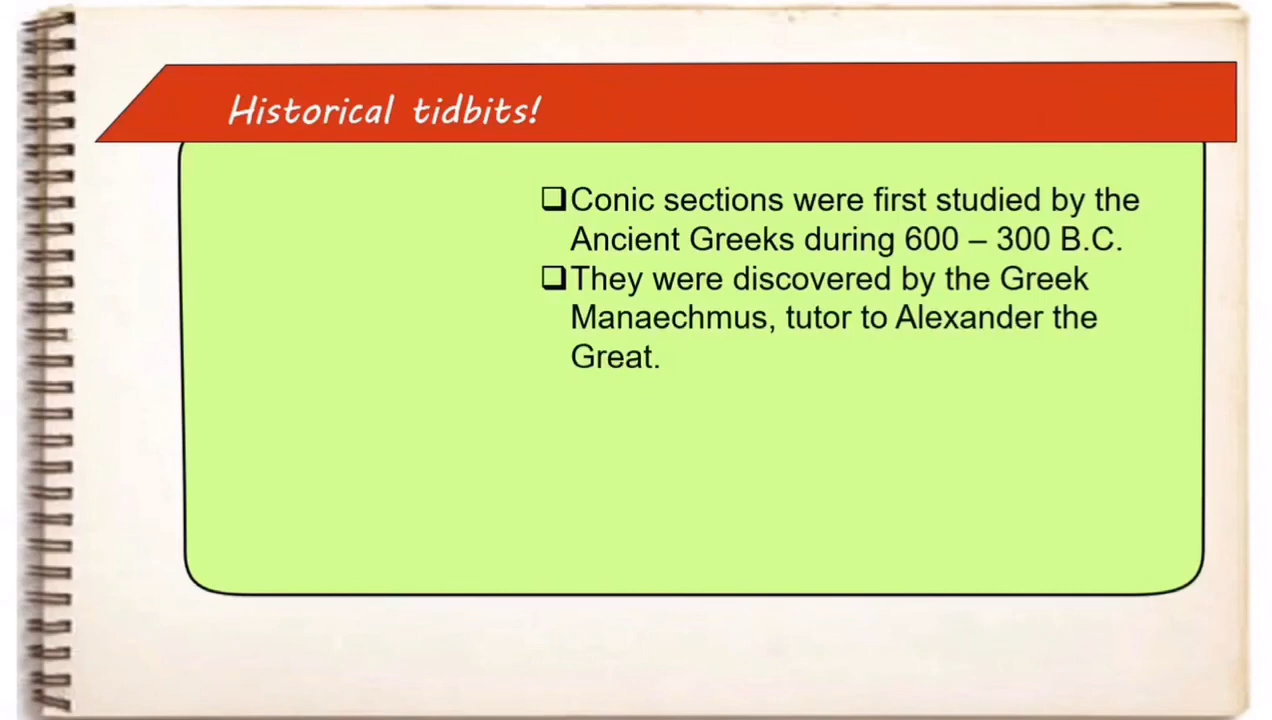 Historical tidbits!
❑Conic sections were first studied by the
Ancient Greeks during 600 – 300 B.C.
❑They were discovered by the Greek
Manaechmus, tutor to Alexander the
Great.